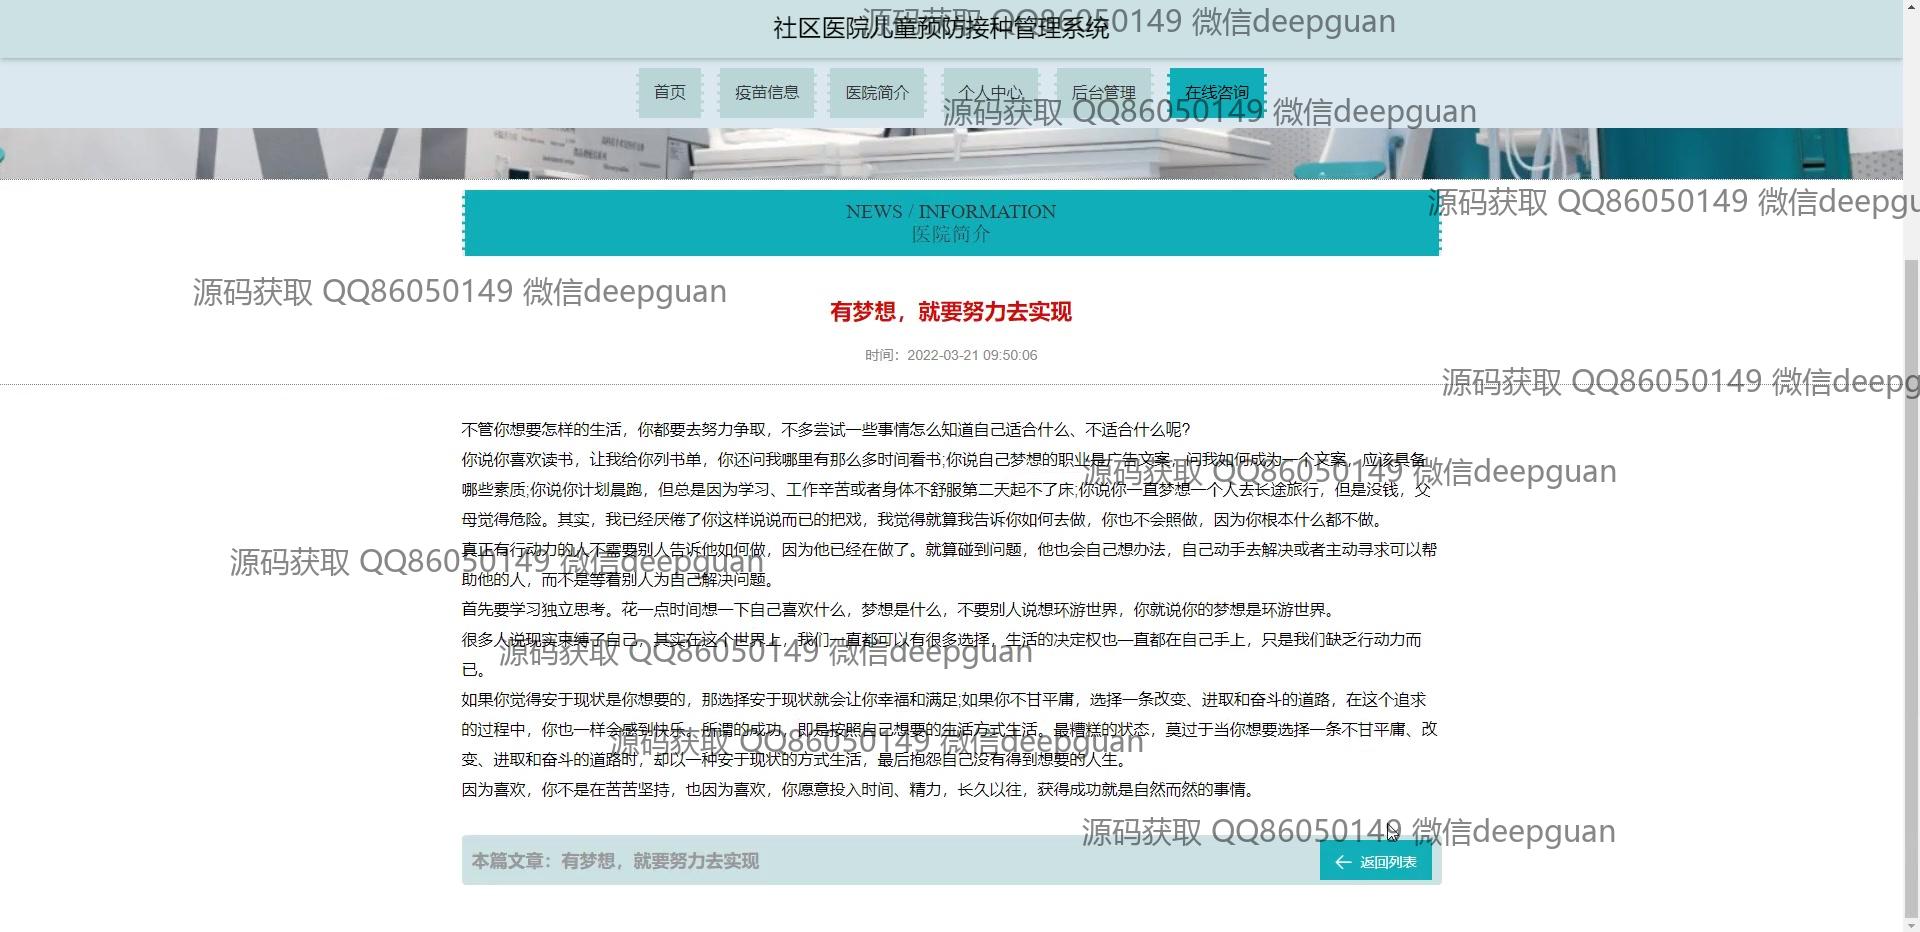 社区医院儿童预防接种管理系统
源码获取 QQ86050149 微信deepguan
首页
疫苗信息
医院简介
个人中心
后台管理
在线咨询
源码获取 QQ86050149 微信deepguan
NEWS / INFORMATION
医院简介
源码获取 QQ86050149 微信deepgu
源码获取 QQ86050149 微信deepguan
有梦想，就要努力去实现
时间：2022-03-21 09:50:06
源码获取 QQ86050149 微信deepg
不管你想要怎样的生活，你都要去努力争取，不多尝试一些事情怎么知道自己适合什么、不适合什么呢?
你说你喜欢读书，让我给你列书单，你还问我哪里有那么多时间看书;你说自己梦想的职业是广告文案，问我如何成为一个文案，应该具备
源码获取 QQ86050149 微信deepguan
哪些素质;你说你计划晨跑，但总是因为学习、工作辛苦或者身体不舒服第二天起不了床;你说你一直梦想一个人去长途旅行，但是没钱，父
母觉得危险。其实，我已经厌倦了你这样说说而已的把戏，我觉得就算我告诉你如何去做，你也不会照做，因为你根本什么都不做。
真正有行动力的人不需要别人告诉他如何做，因为他已经在做了。就算碰到问题，他也会自己想办法，自己动手去解决或者主动寻求可以帮
源码获取 QQ86050149 微信deepguan
助他的人，而不是等着别人为自己解决问题。
首先要学习独立思考。花一点时间想一下自己喜欢什么，梦想是什么，不要别人说想环游世界，你就说你的梦想是环游世界。
很多人说现实束缚了自己，其实在这个世界上，我们一直都可以有很多选择，生活的决定权也一直都在自己手上，只是我们缺乏行动力而
源码获取 QQ86050149 微信deepguan
已。
如果你觉得安于现状是你想要的，那选择安于现状就会让你幸福和满足;如果你不甘平庸，选择一条改变、进取和奋斗的道路，在这个追求
的过程中，你也一样会感到快乐。所谓的成功，即是按照自己想要的生活方式生活。最糟糕的状态，莫过于当你想要选择一条不甘平庸、改
源码获取 QQ86050149 微信deepguan
变、进取和奋斗的道路时，却以一种安于现状的方式生活，最后抱怨自己没有得到想要的人生。
因为喜欢，你不是在苦苦坚持，也因为喜欢，你愿意投入时间、精力，长久以往，获得成功就是自然而然的事情。
源码获取 QQ86050149 微信deepguan
本篇文章：有梦想，就要努力去实现
返回列表